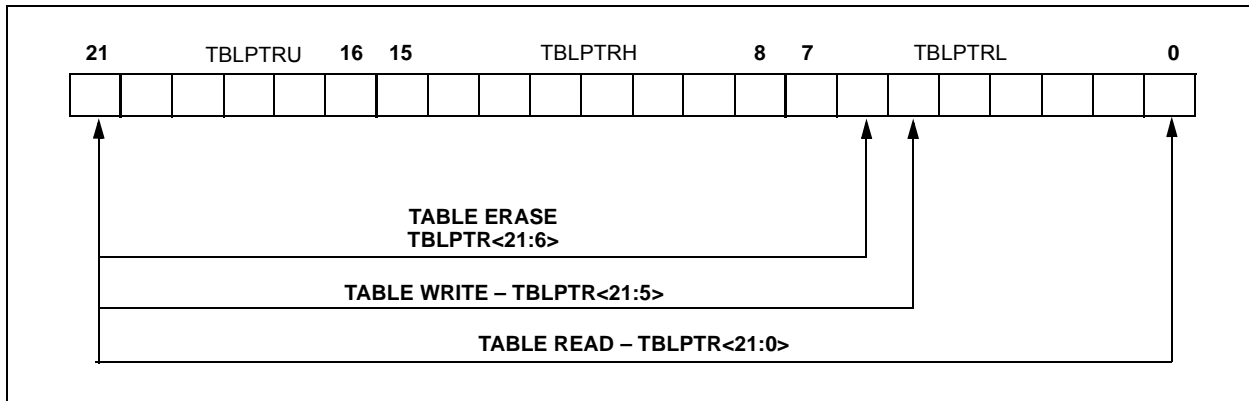 21 TBLPTRU 16 15 TBLPTRH 8 7 TBLPTRL 0
TABLE ERASE
TBLPTR<21:6>
TABLE WRITE – TBLPTR<21:5>
TABLE READ – TBLPTR<21:0>